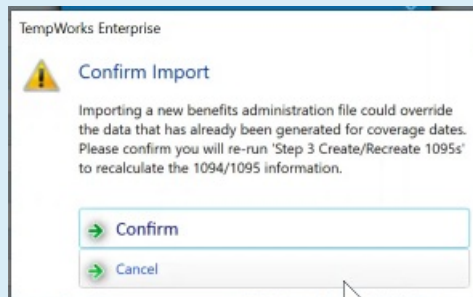 TempWorks Enterprise
Confirm Import
Importing a new benefits administration file could override
the data that has already been generated for coverage dates.
Please confirm you will re-run 'Step 3 Create/Recreate 1095s'
to recalculate the 1094/1095 information.
Confirm
Cancel